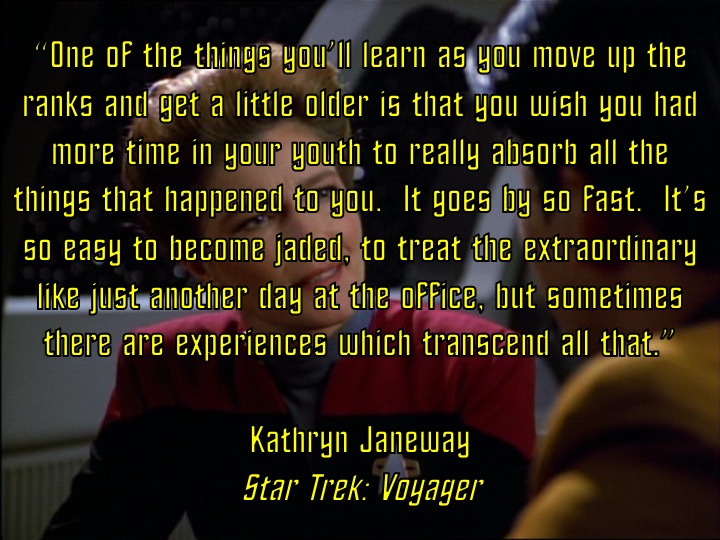 “One of the things you’ll learn as you move up the
ranks and get a little older is that you wish you had
more time in your youth to really absorb all the
things that happened to you.  It goes by so fast.  It’s
so easy to become jaded, to treat the extraordinary
like just another day at the office, but sometimes
there are experiences which transcend all that.”
Kathryn Janeway
Star Trek: Voyager